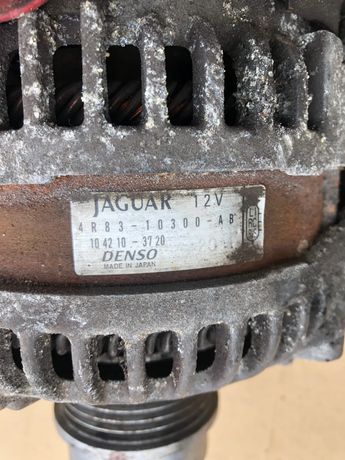 JAGUAR 12V
4R83-10300-AB
104210-3720
DENSO
MADE IN JAPAN